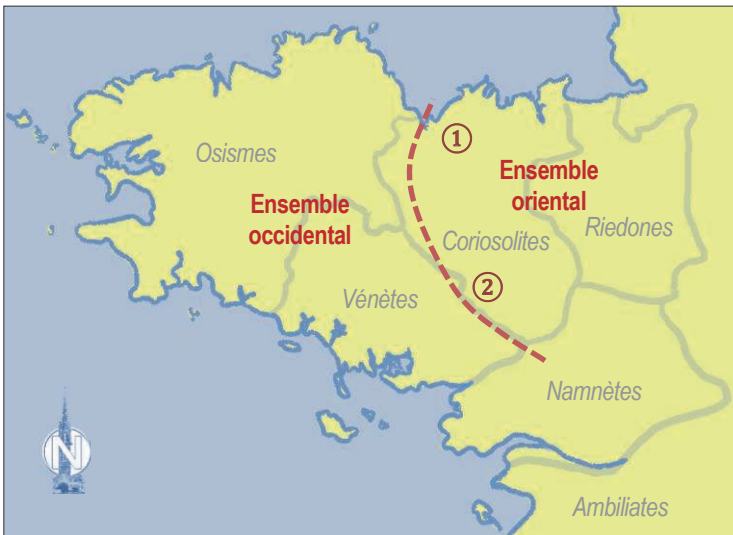 ①
Osismes
Ensemble
oriental
Ensemble
occidental
Riedones
Coriosolites
②
Vénètes
Namnètes
N
Ambiliates